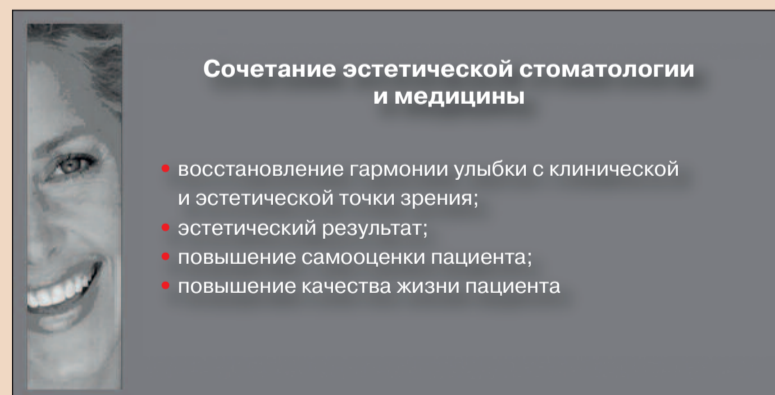 Сочетание эстетической стоматологии
и медицины
• восстановление гармонии улыбки с клинической
и эстетической точки зрения;
• эстетический результат;
• повышение самооценки пациента;
• повышение качества жизни пациента